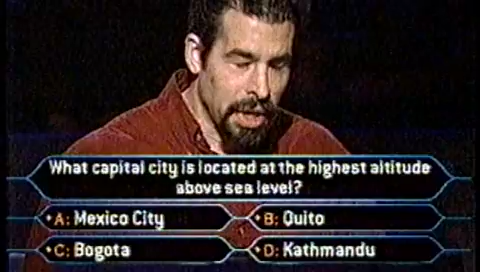 What capital city is located at the highest altitude
above sea level?
A: Mexico City
B: Quito
C: Bogota
D: Kathmandu